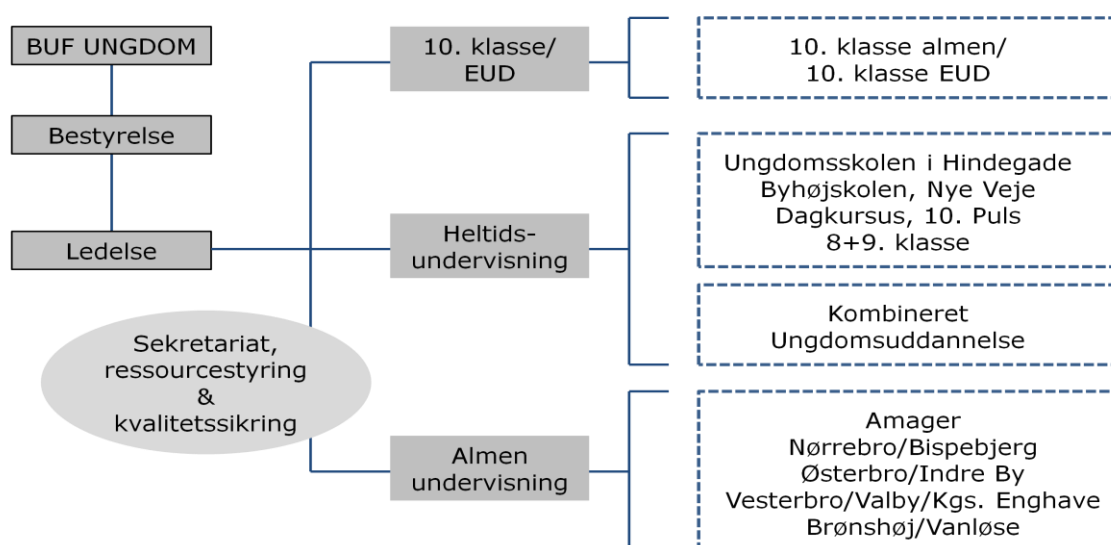 BUF UNGDOM
Bestyrelse
Ledelse
Sekretariat,
ressourcestyring
&
kvalitetssikring
10. klasse/
EUD
10. klasse almen/
10. klasse EUD
Heltids-
undervisning
Ungdomsskolen i Hindegade
Byhøjskolen, Nye Veje
Dagkursus, 10. Puls
8+9. klasse
Kombineret
Ungdomsuddannelse
Almen
undervisning
Amager
Nørrebro/Bispebjerg
Østerbro/Indre By
Vesterbro/Valby/Kgs. Enghave
Brønshøj/Vanløse